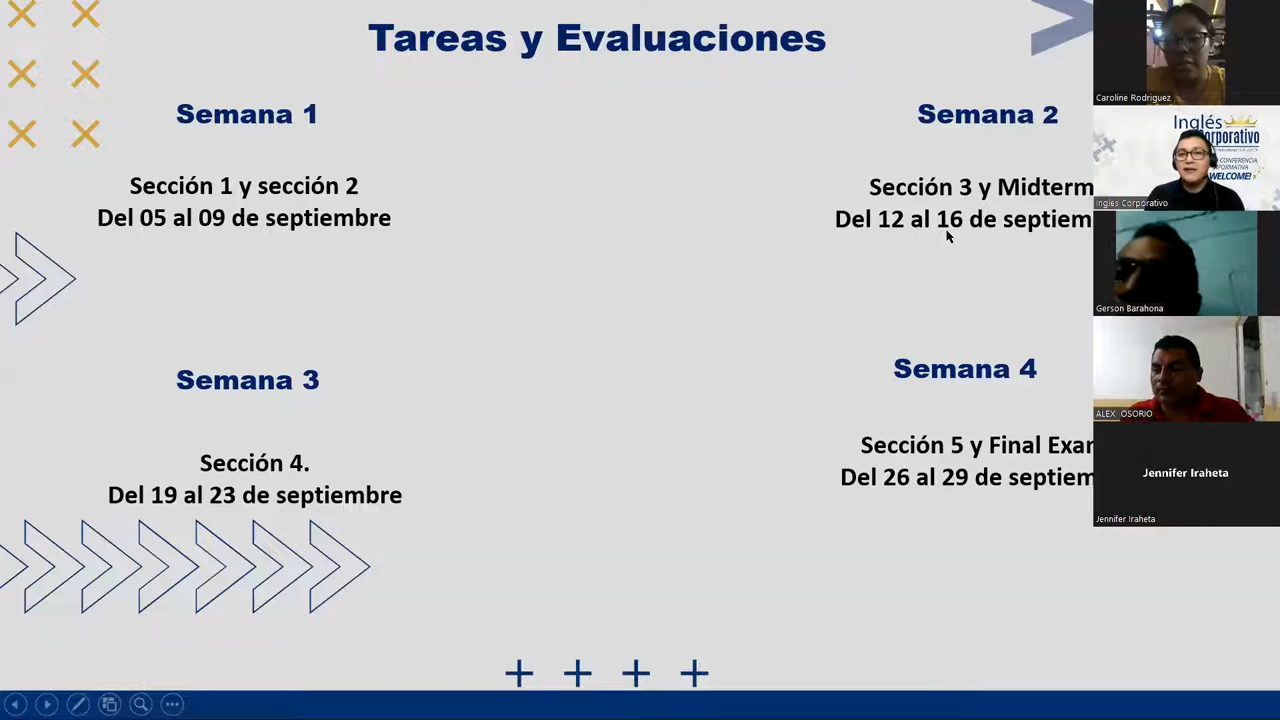 Tareas y Evaluaciones
Semana 1
Sección 1 y sección 2
Del 05 al 09 de septiembre
Semana 2
Sección 3 y Midterm
Del 12 al 16 de septiem
Semana 3
Sección 4.
Del 19 al 23 de septiembre
Semana 4
Sección 5 y Final Exar
Del 26 al 29 de septiem
Caroline Rodriguez
Inglés
Corporativo
CONFERENCIA
WELCOME!
Ingles Corporativo
Gerson Barahona
ALEX OSORIO
Jennifer Iraheta
Jennifer Iraheta